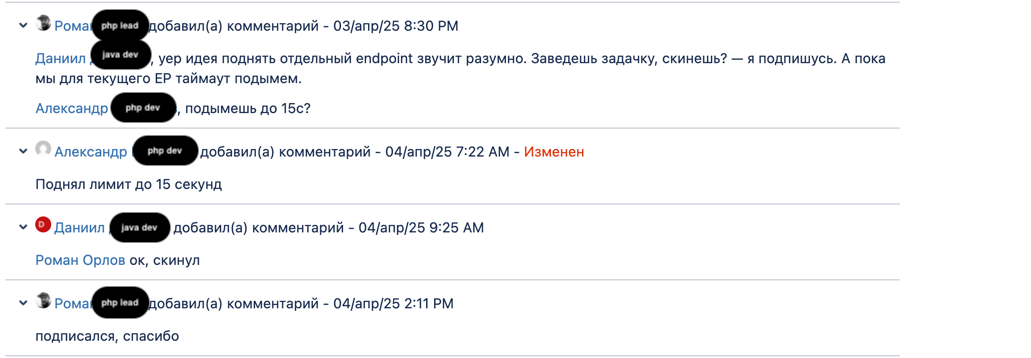 Рома php lead добавил(а) комментарий - 03/апр/25 8:30 PM
Даниил java dev, уер идея поднять отдельный endpoint звучит разумно. Заведешь задачку, скинешь? — я подпишусь. А пока
мы для текущего EP таймаут подымем.
Александр php dev, подымешь до 15с?
Александр php dev добавил(а) комментарий - 04/апр/25 7:22 AM - Изменен
Поднял лимит до 15 секунд
D Даниил java dev добавил(а) комментарий - 04/апр/25 9:25 AM
Роман Орлов ок, скинул
Рома php lead добавил(а) комментарий - 04/апр/25 2:11 PM
подписался, спасибо